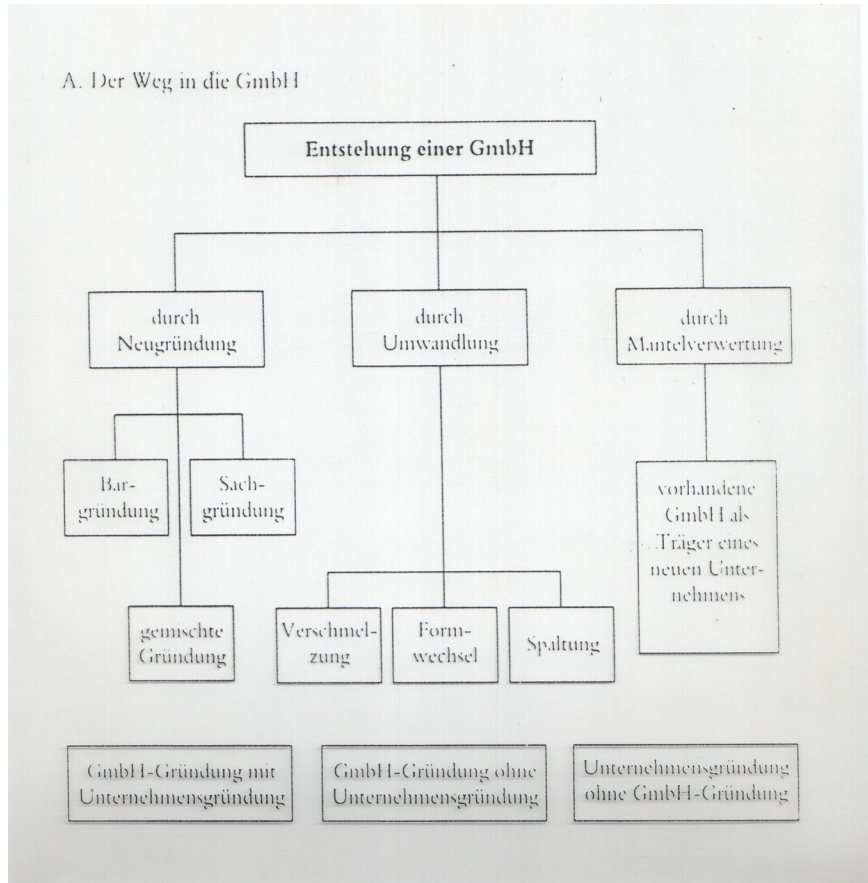 A. Der Weg in die GmbH
Entstehung einer GmbH
durch
Neugründung
durch
Umwandlung
durch
Mantelverwertung
Bar-
gründung
Sach-
gründung
vorhandene
GmbH als
Träger eines
neuen Unter-
nehmens
gemischte
Gründung
Verschmel-
zung
Form-
wechsel
Spaltung
GmbH-Gründung mit
Unternehmensgründung
GmbH-Gründung ohne
Unternehmensgründung
Unternehmensgründung
ohne GmbH-Gründung